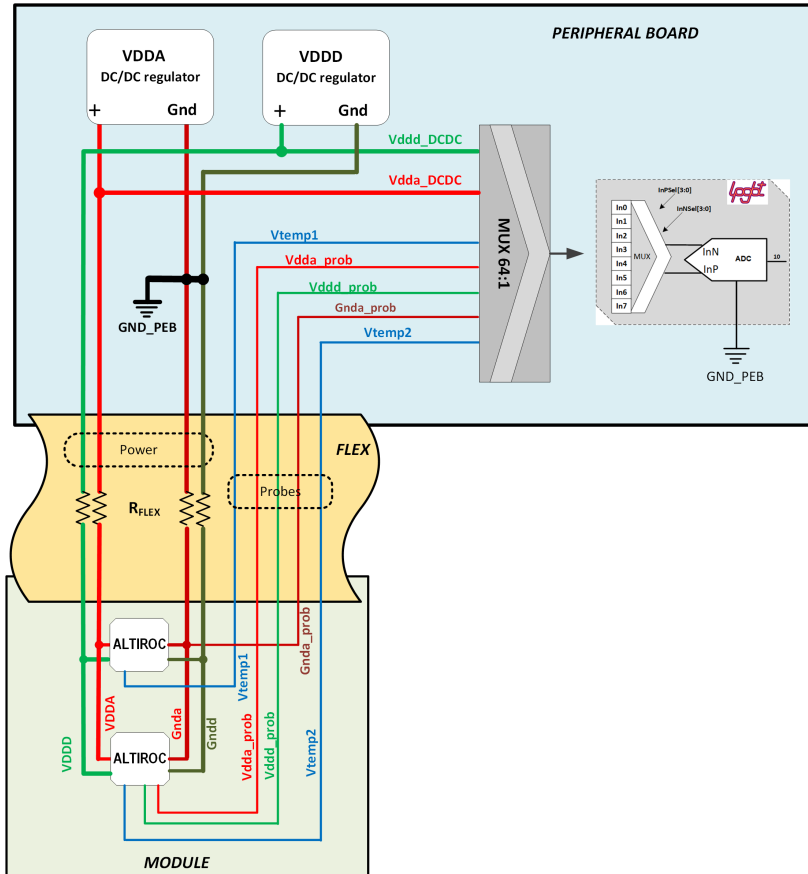 PERIPHERAL BOARD
VDDA
DC/DC regulator
+ Gnd
VDDD
DC/DC regulator
+ Gnd
Vddd_DCDC
Vdda_DCDC
Vtemp1
Vdda_prob
Vddd_prob
Gnda_prob
Vtemp2
MUX 64:1
GND_PEB
lpgbt
InPSel[3:0]
InNSel[3:0]
In0
In1
In2
In3
In4
In5
In6
In7
MUX
InN
InP
ADC
10
GND_PEB
Power
FLEX
Probes
RFLEX
ALTIROC
Gnda_prob
Vtemp1
VDDA
Gnda
Gndd
VDDD
ALTIROC
Vdda_prob
Vddd_prob
Vtemp2
MODULE